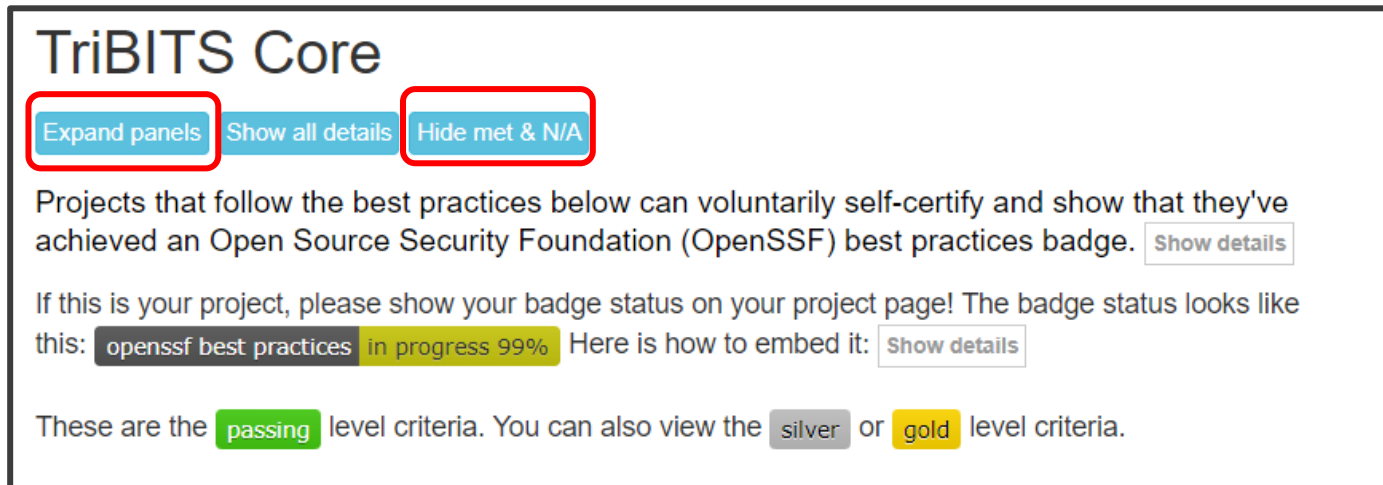 TriBITS Core
Expand panels Show all details Hide met & N/A
Projects that follow the best practices below can voluntarily self-certify and show that they've
achieved an Open Source Security Foundation (OpenSSF) best practices badge. Show details
If this is your project, please show your badge status on your project page! The badge status looks like
this: openssf best practices in progress 99% Here is how to embed it: Show details
These are the passing level criteria. You can also view the silver or gold level criteria.